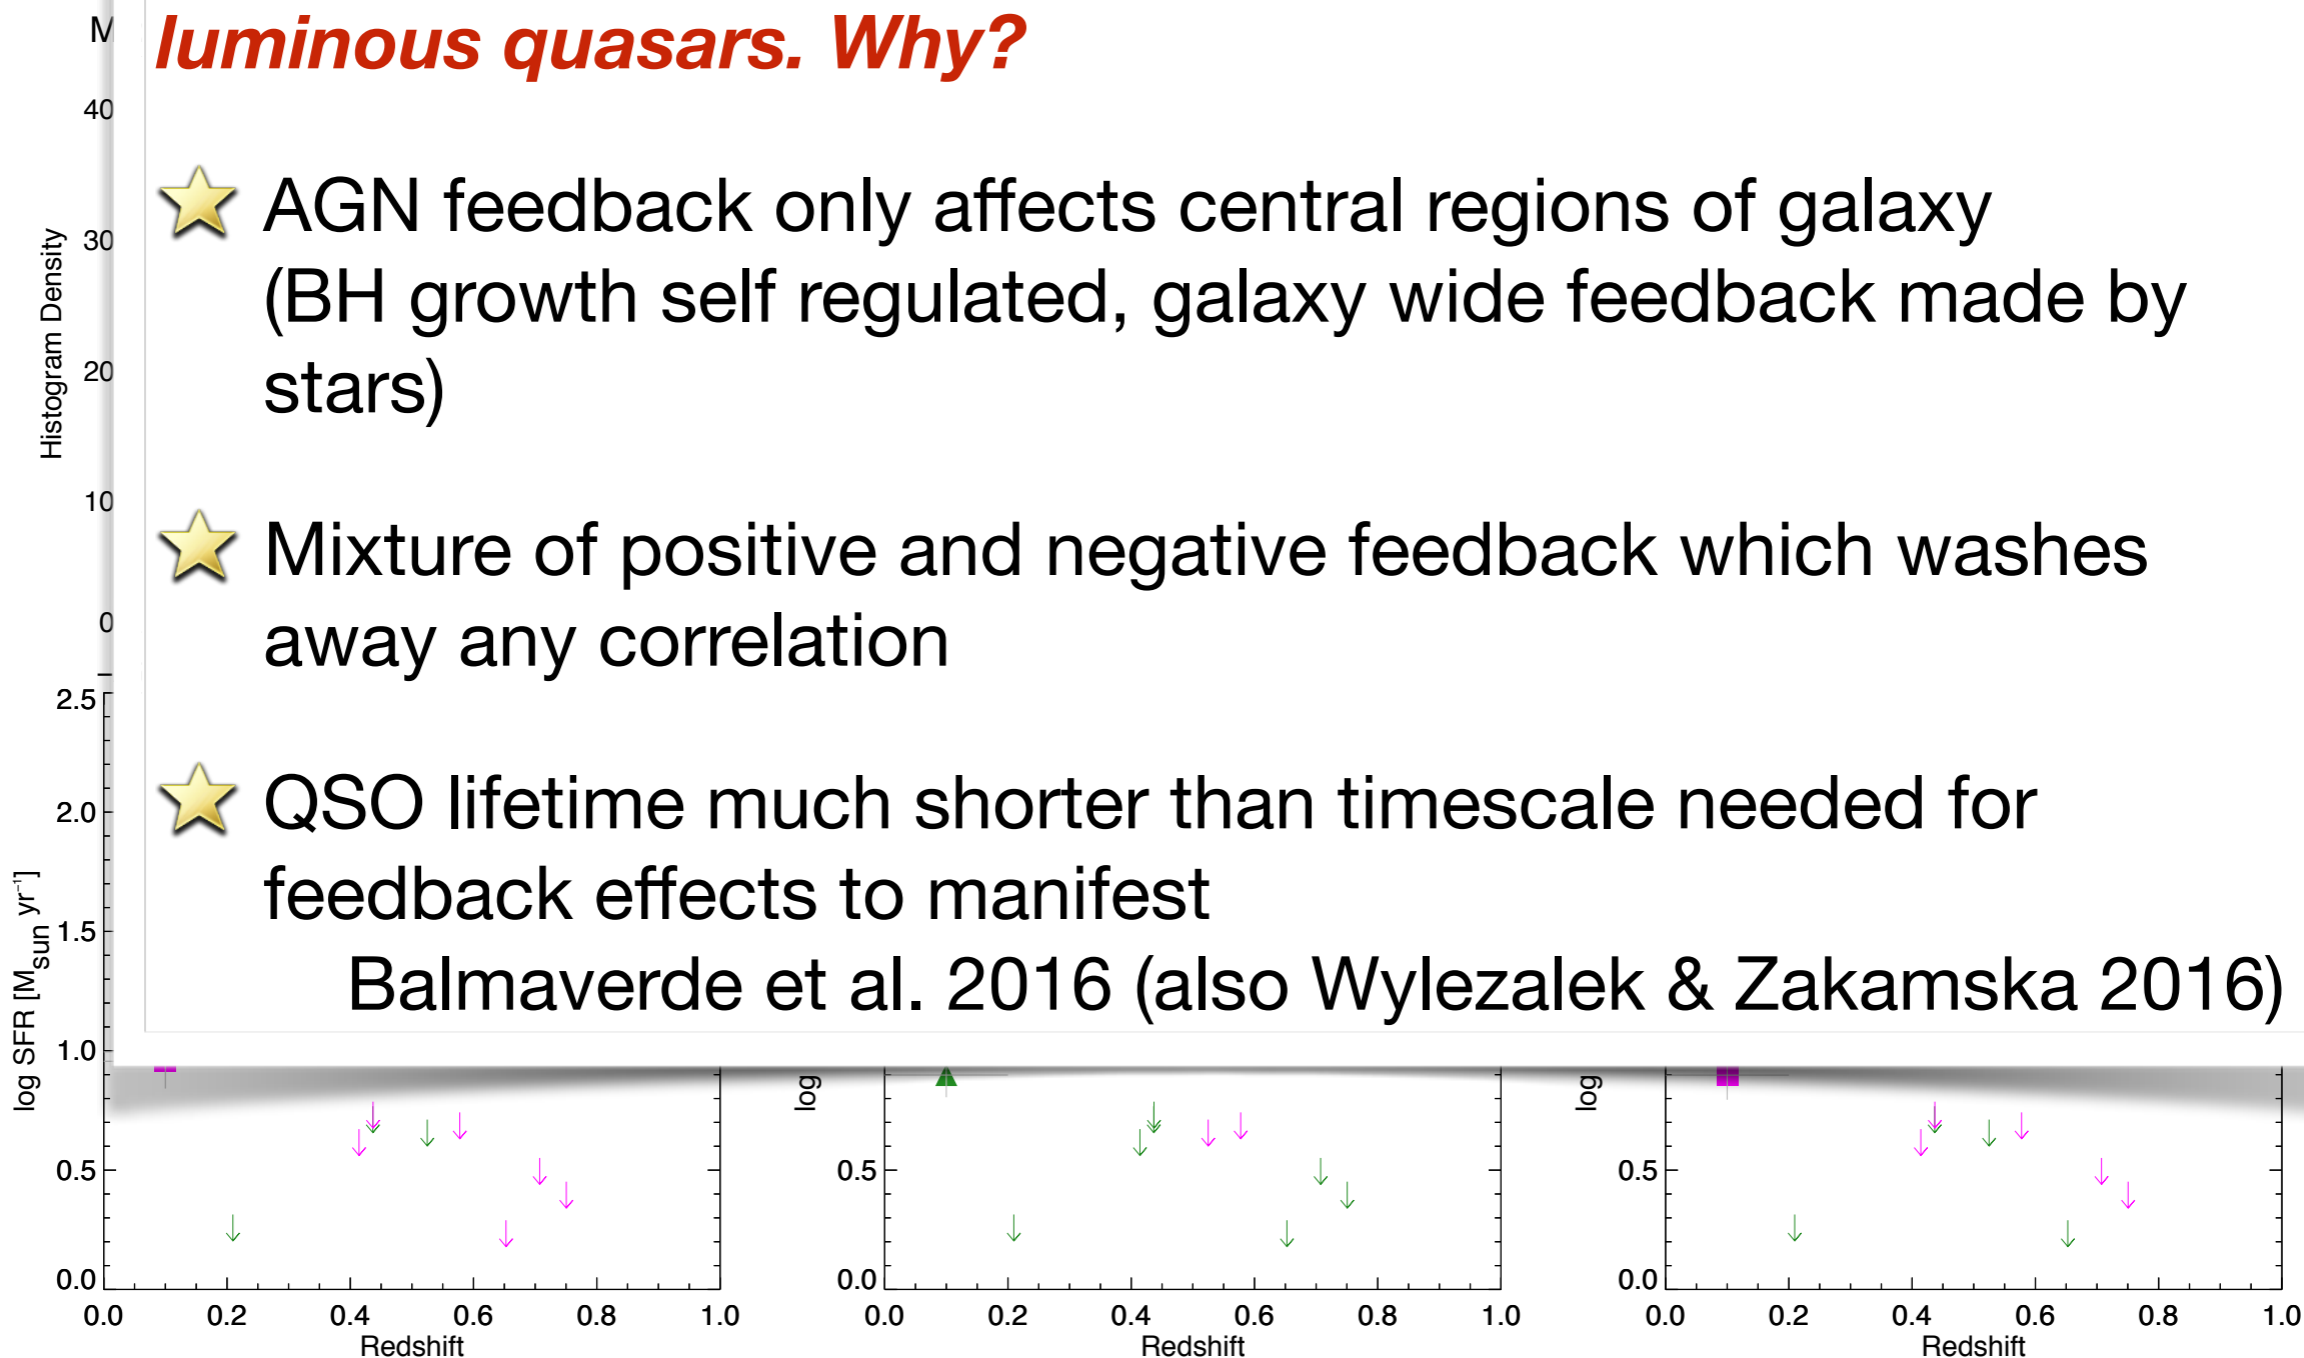 M
luminous quasars. Why?
40
AGN feedback only affects central regions of galaxy
30
(BH growth self regulated, galaxy wide feedback made by
Histogram Density
20
stars)
10
Mixture of positive and negative feedback which washes
0
away any correlation
2.5
2.0
QSO lifetime much shorter than timescale needed for
feedback effects to manifest
1.5
Balmaverde et al. 2016 (also Wylezalek & Zakamska 2016)
log SFR [Msun yr⁻¹]
1.0
log
log
0.5
0.5
0.5
0.0
0.0
0.0
0.0 0.2 0.4 0.6 0.8 1.0
0.0 0.2 0.4 0.6 0.8 1.0
0.0 0.2 0.4 0.6 0.8 1.0
Redshift
Redshift
Redshift